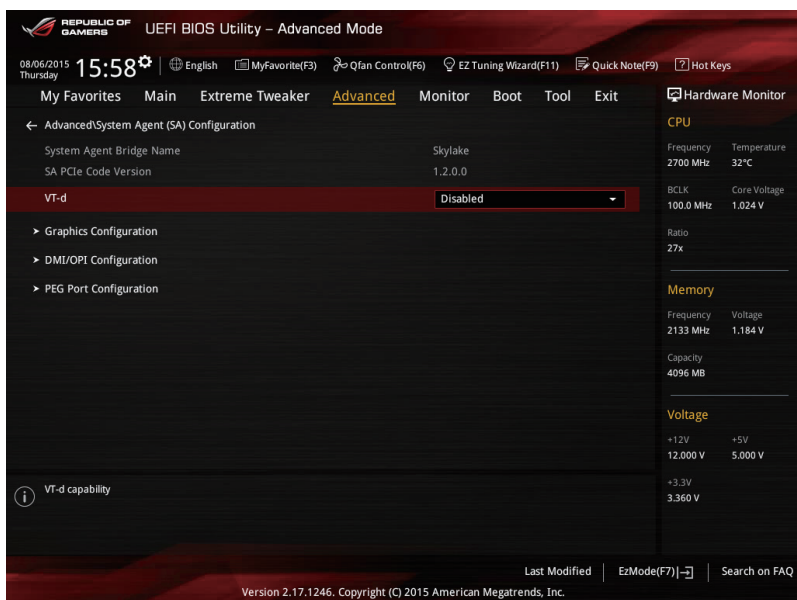 REPUBLIC OF
GAMERS
UEFI BIOS Utility – Advanced Mode
08/06/2015
Thursday
15:58
English
MyFavorite(F3)
Qfan Control(F6)
EZ Tuning Wizard(F11)
Quick Note(F9)
? Hot Keys
My Favorites Main Extreme Tweaker Advanced Monitor Boot Tool Exit
Advanced\System Agent (SA) Configuration
System Agent Bridge Name Skylake
SA PCIe Code Version 1.2.0.0
VT-d Disabled
Graphics Configuration
DMI/OPI Configuration
PEG Port Configuration
i VT-d capability
Hardware Monitor
CPU
Frequency Temperature
2700 MHz 32°C
BCLK Core Voltage
100.0 MHz 1.024 V
Ratio
27x
Memory
Frequency Voltage
2133 MHz 1.184 V
Capacity
4096 MB
Voltage
+12V +5V
12.000 V 5.000 V
+3.3V
3.360 V
Last Modified
EzMode(F7)
Search on FAQ
Version 2.17.1246. Copyright (C) 2015 American Megatrends, Inc.